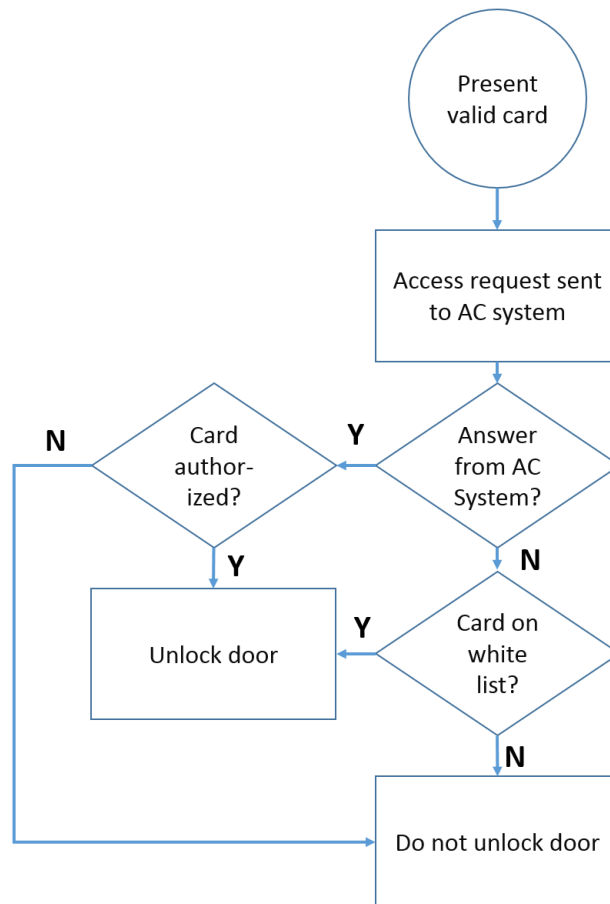 Present
valid card
Access request sent
to AC system
N
Card
author-
ized?
Y
Answer
from AC
System?
Y
N
Unlock door
Y
Card on
white
list?
N
Do not unlock door